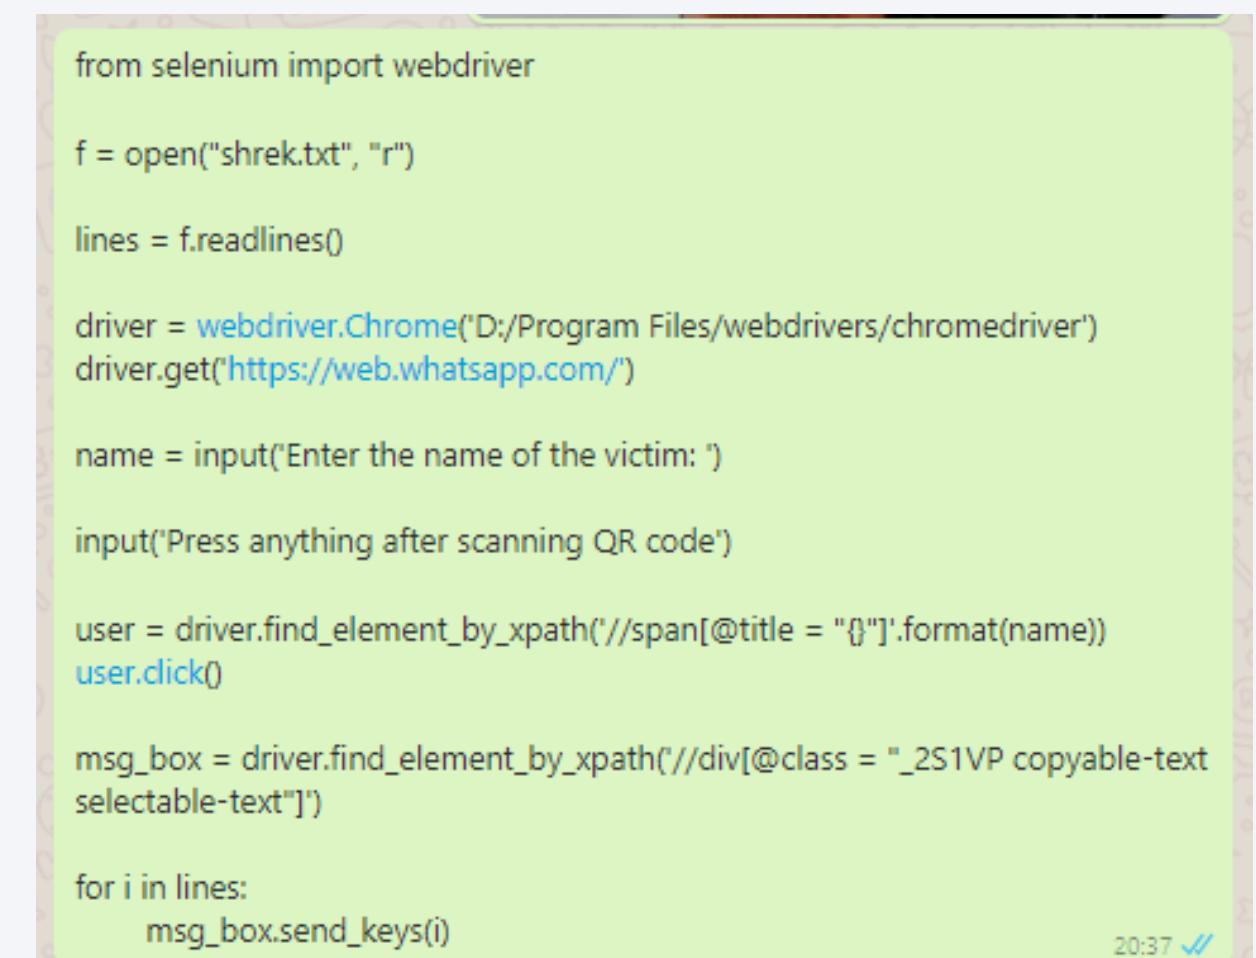 from selenium import webdriver
f = open("shrek.txt", "r")
lines = f.readlines()
driver = webdriver.Chrome('D:/Program Files/webdrivers/chromedriver')
driver.get('https://web.whatsapp.com/')
name = input('Enter the name of the victim: ')
input('Press anything after scanning QR code')
user = driver.find_element_by_xpath('//span[@title = "{}"]'.format(name))
user.click()
msg_box = driver.find_element_by_xpath('//div[@class = "_2S1VP copyable-text
selectable-text"]')
for i in lines:
msg_box.send_keys(i)
20:37